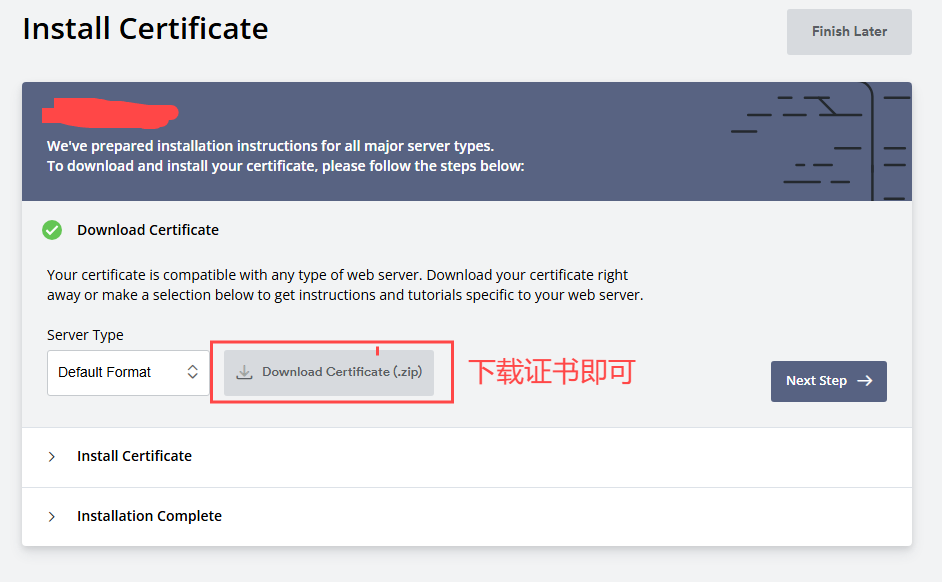 Install Certificate
Finish Later
We've prepared installation instructions for all major server types.
To download and install your certificate, please follow the steps below:
Download Certificate
Your certificate is compatible with any type of web server. Download your certificate right
away or make a selection below to get instructions and tutorials specific to your web server.
Server Type
Default Format
Download Certificate (.zip)
下载证书即可
Next Step
Install Certificate
Installation Complete